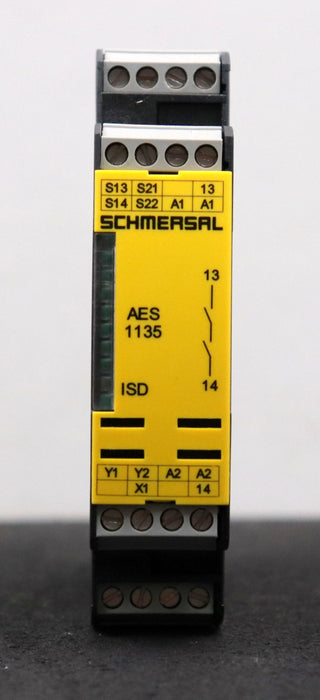 S13 S21 13
S14 S22 A1 A1
SCHMERSAL
13
AES
1135
ISD
14
Y1 Y2 A2 A2
X1 14